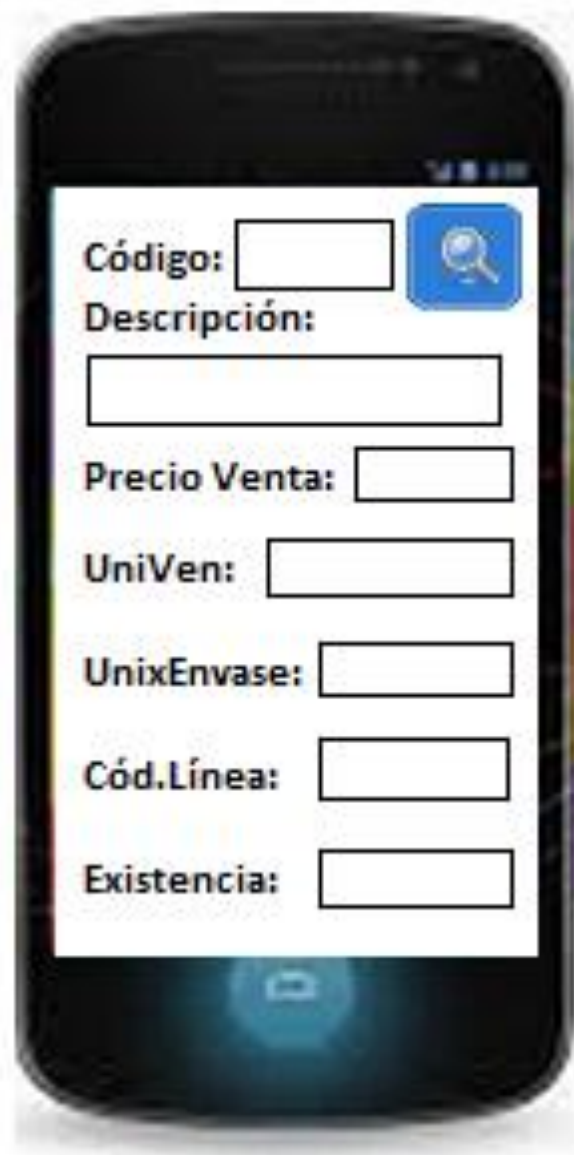 Código:
Descripción:
Precio Venta:
UniVen:
UnixEnvase:
Cód.Línea:
Existencia: